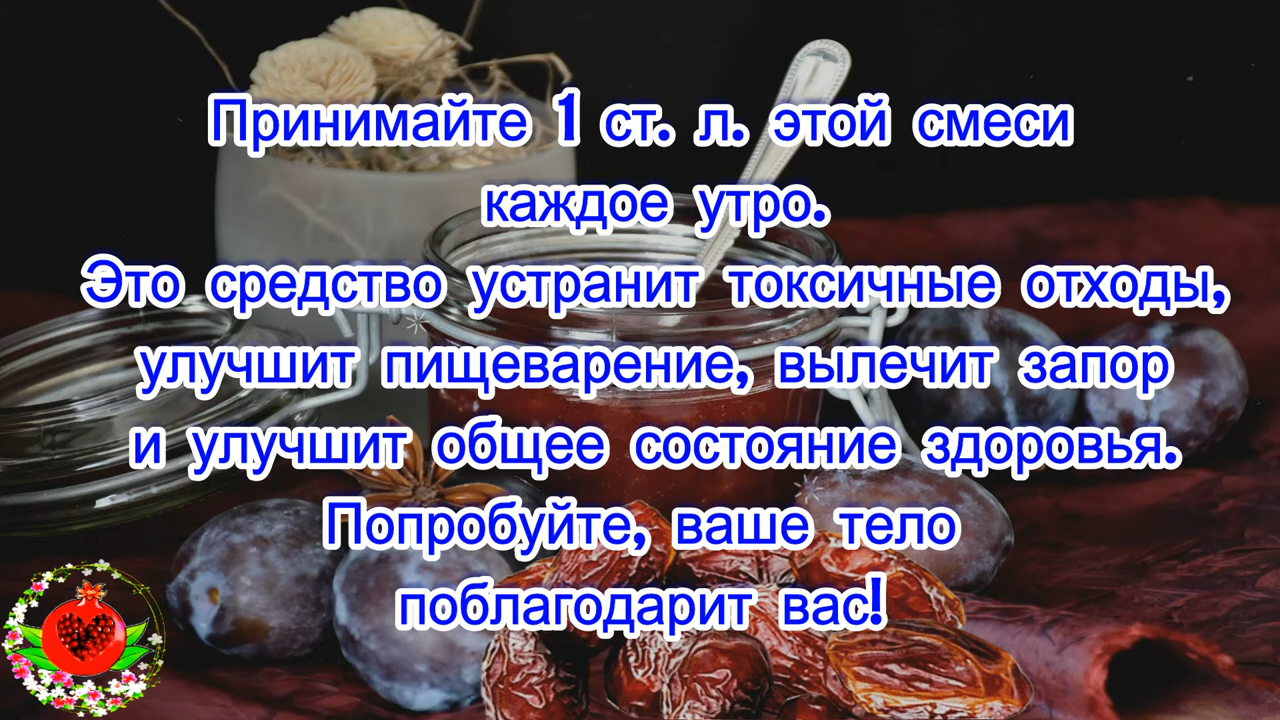 Принимайте 1 ст. л. этой смеси
каждое утро.
Это средство устранит токсичные отходы,
улучшит пищеварение, вылечит запор
и улучшит общее состояние здоровья.
Попробуйте, ваше тело
поблагодарит вас!